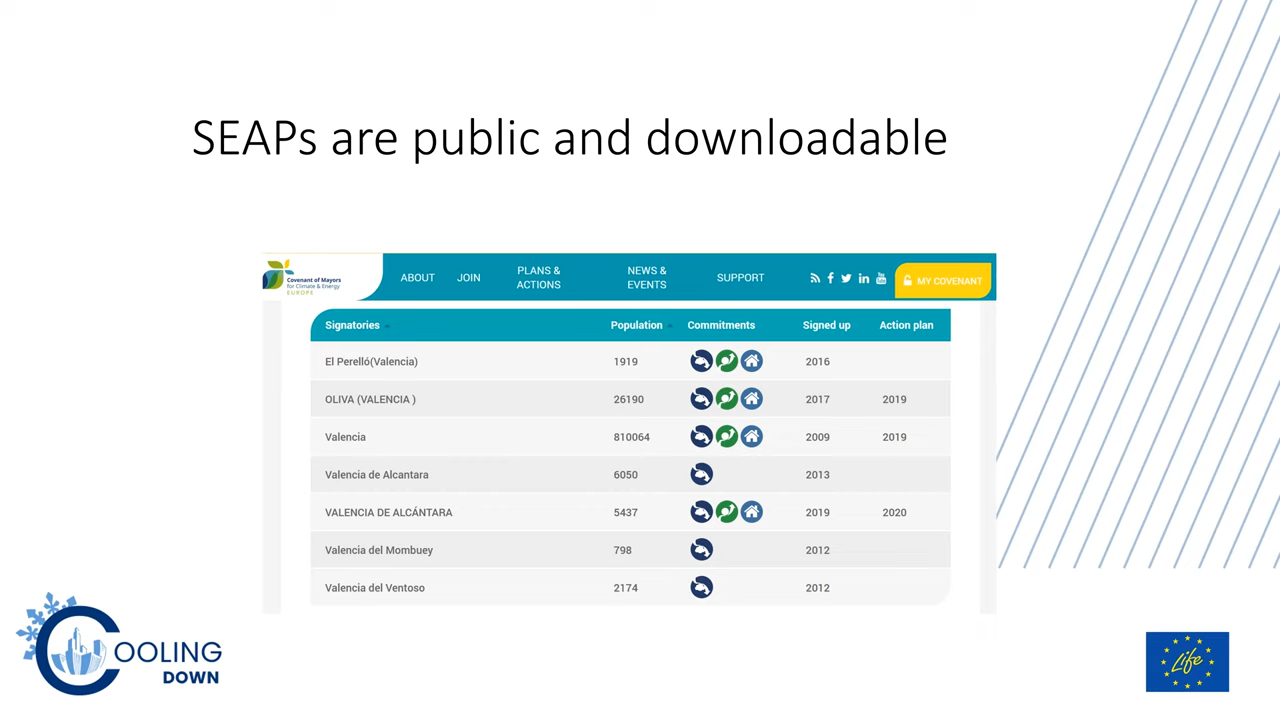 SEAPs are public and downloadable
Covenant of Mayors
for Climate & Energy
EUROPE
ABOUT JOIN PLANS & ACTIONS NEWS & EVENTS SUPPORT MY COVENANT
Signatories Population Commitments Signed up Action plan
El Perelló(Valencia) 1919 2016
OLIVA (VALENCIA ) 26190 2017 2019
Valencia 810064 2009 2019
Valencia de Alcantara 6050 2013
VALENCIA DE ALCÁNTARA 5437 2019 2020
Valencia del Mombuey 798 2012
Valencia del Ventoso 2174 2012
COOLING
DOWN
Life